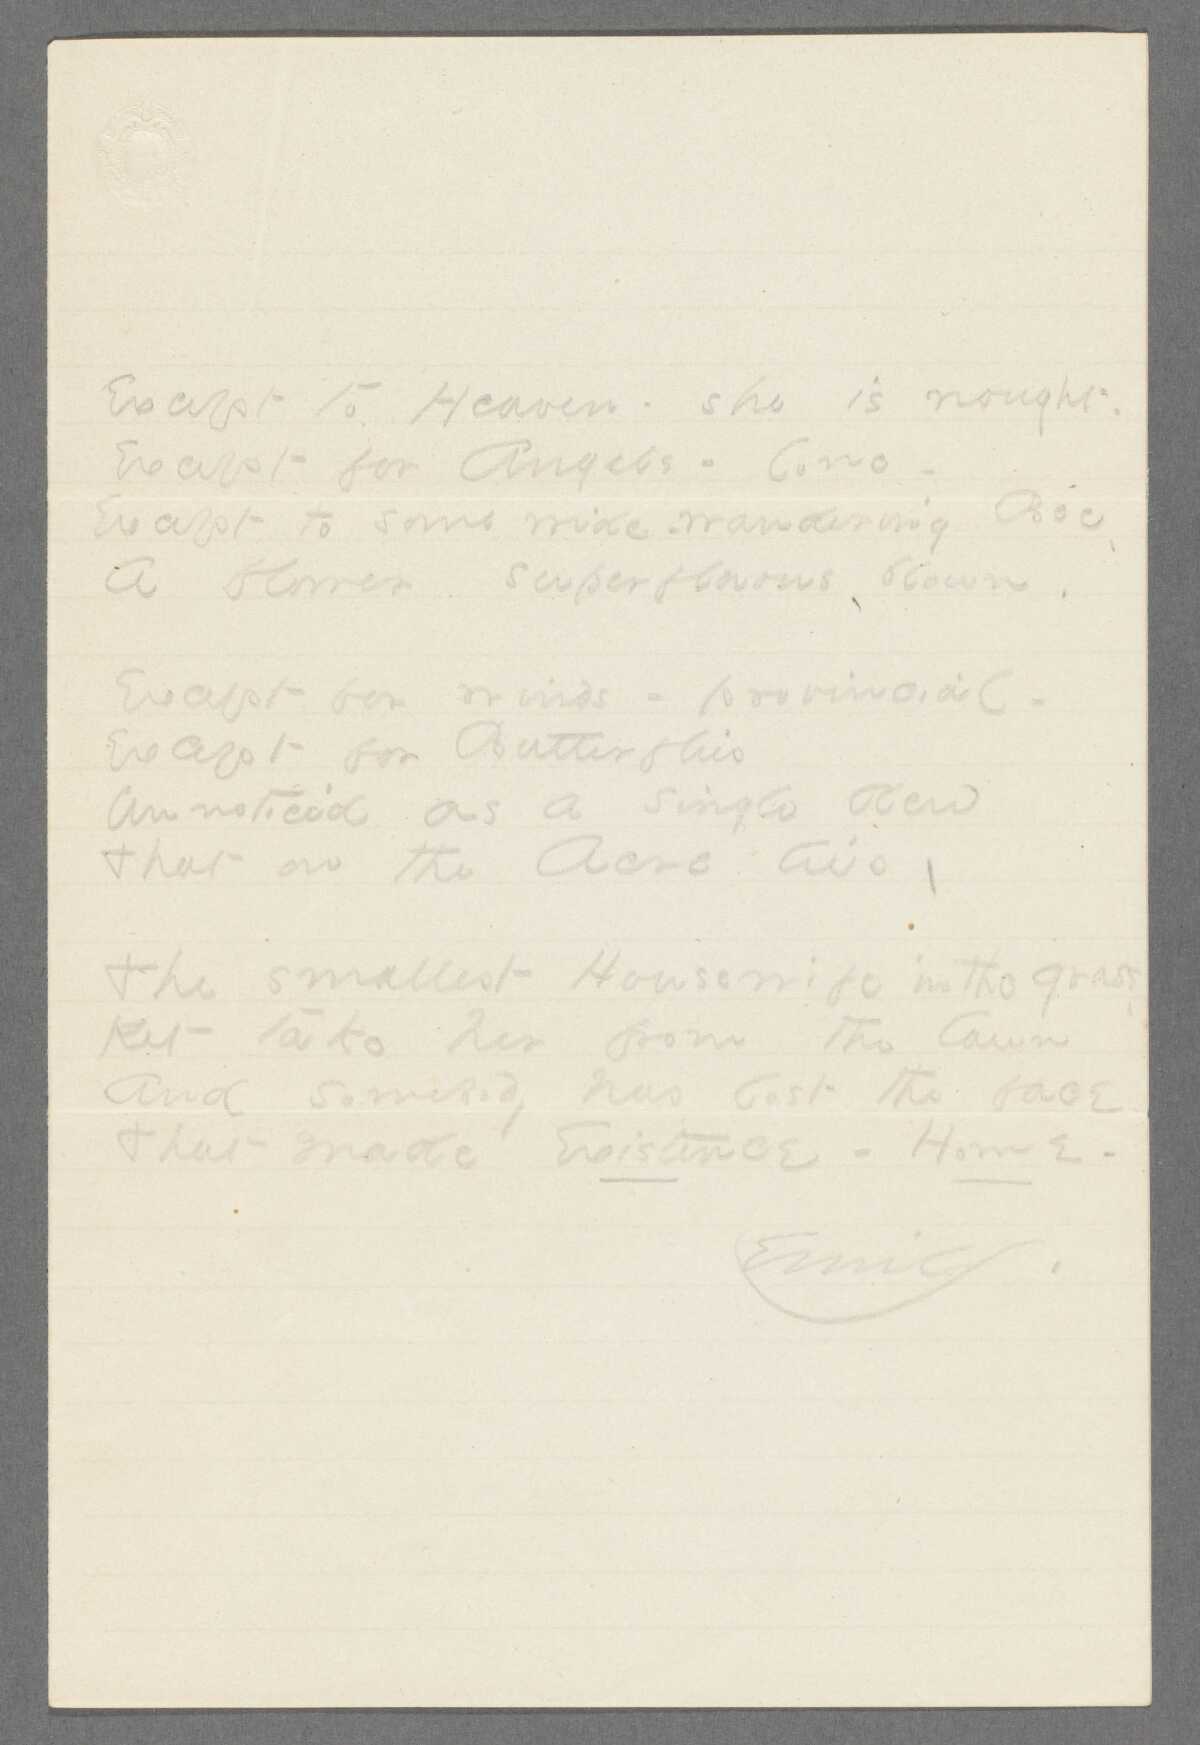 Except to Heaven - she is nought.
Except for Angels - lone -
Except to some wide-wandering Bee,
A flower superfluous blown.
Except for winds - provincial -
Except for Butterflies
Unnoticed as a single dew
That on the Acre lies,
The smallest Housewife in the grass,
Yet take her from the lawn
And somebody has lost the face
That made Existence - Home -
Emily.